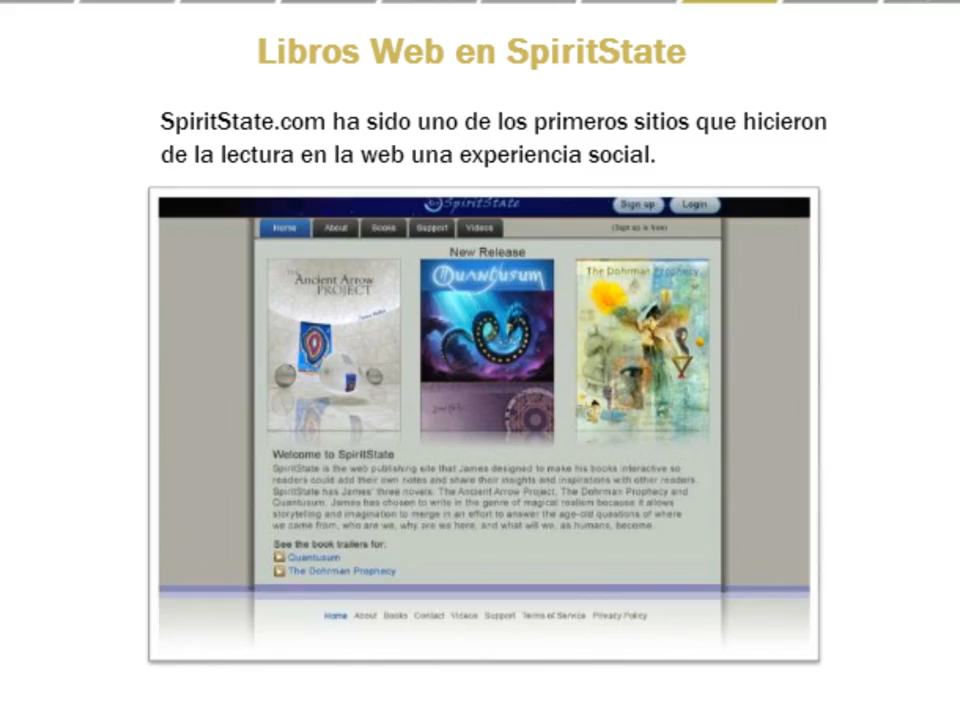 Libros Web en SpiritState
SpiritState.com ha sido uno de los primeros sitios que hicieron
de la lectura en la web una experiencia social.
SpiritState
Sign up Login
Home About Books Support Videos
(Sign up is free)
New Release
THE Ancient Arrow PROJECT
Quantusum
The Dohrman Prophecy
Welcome to SpiritState
SpiritState is the web publishing site that James designed to make his books interactive so
readers could add their own notes and share their insights and inspirations with other readers.
SpiritState has James' three novels: The Ancient Arrow Project, The Dohrman Prophecy and
Quantusum. James has chosen to write in the genre of magical realism because it allows
storytelling and imagination to merge in an effort to answer the age-old questions of where
we came from, who are we, why are we here, and what will we, as humans, become.
See the book trailers for:
Quantusum
The Dohrman Prophecy
Home About Books Contact Videos Support Terms of Service Privacy Policy